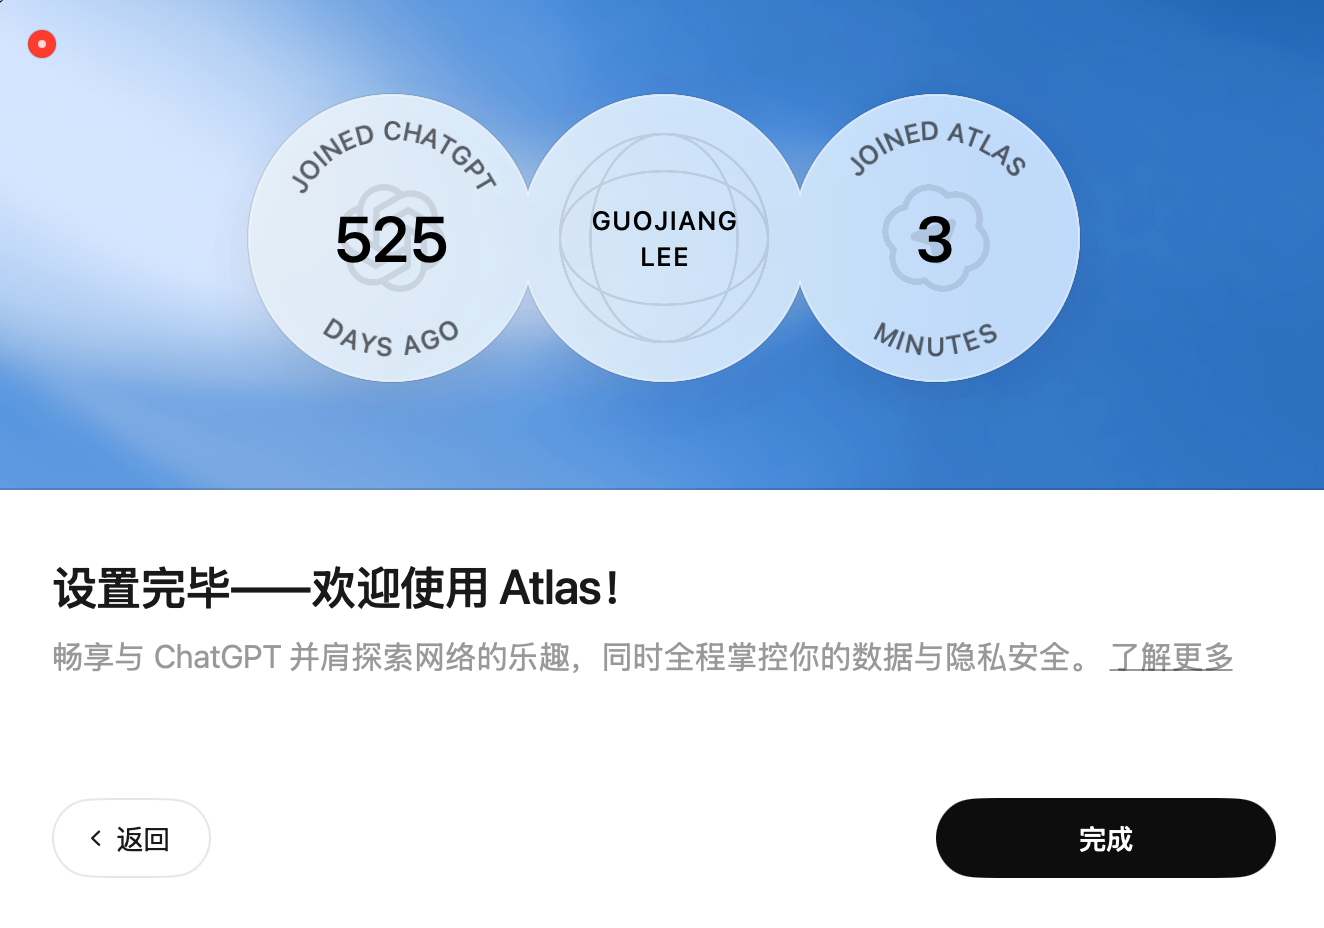 JOINED CHATGPT
525
DAYS AGO
GUOJIANG
LEE
JOINED ATLAS
3
MINUTES
设置完毕——欢迎使用 Atlas！
畅享与 ChatGPT 并肩探索网络的乐趣，同时全程掌控你的数据与隐私安全。 了解更多
返回
完成